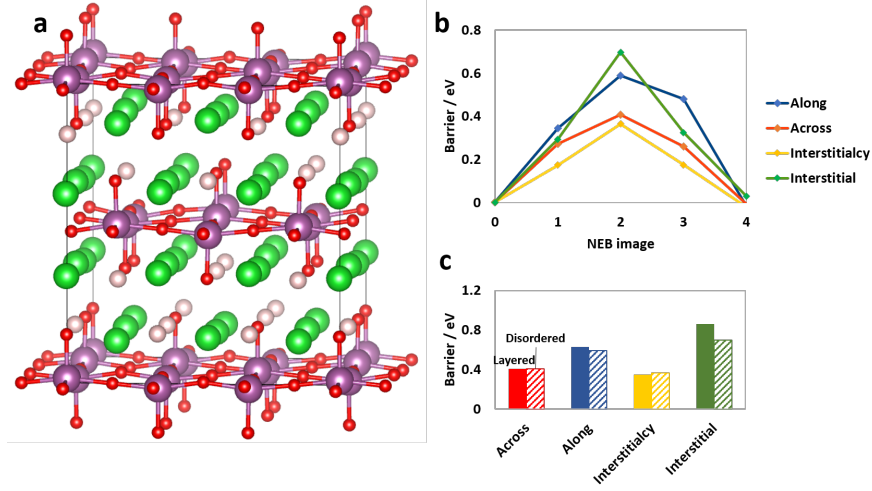 a
b
0.8
0.6
0.4
0.2
0
Barrier / eV
0
1
2
3
4
NEB image
Along
Across
Interstitialcy
Interstitial
c
1.2
0.8
0.4
0
Barrier / eV
Disordered
Layered
Across
Along
Interstitialcy
Interstitial